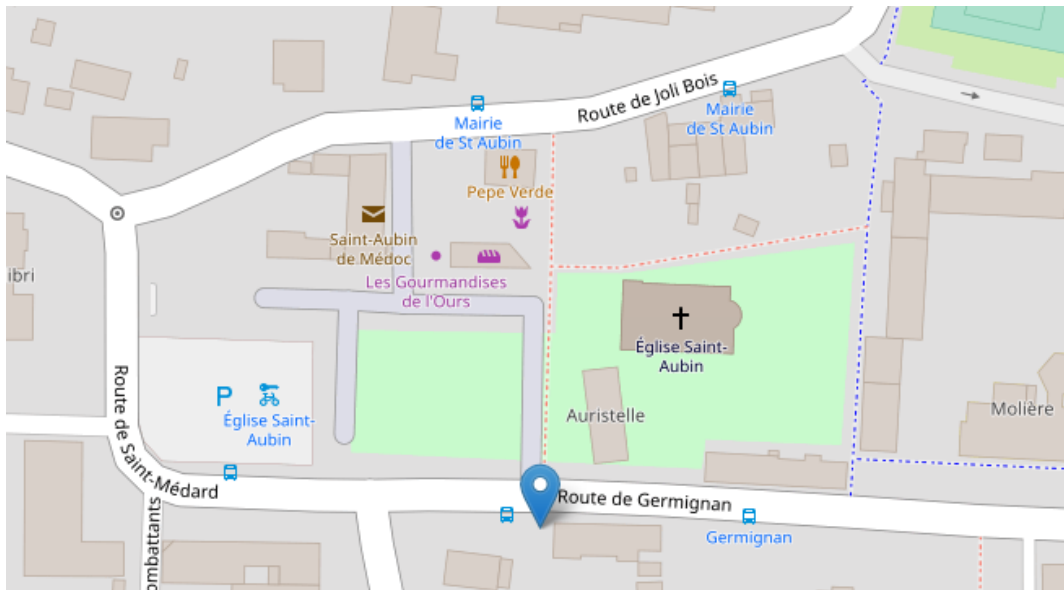 Route de Joli Bois
Mairie
de St Aubin
Mairie
de St Aubin
Pepe Verde
Saint-Aubin
de Médoc
Les Gourmandises
de l'Ours
ibri
Église Saint-
Aubin
Route de Saint-Médard
P
Église Saint-
Aubin
Auristelle
Molière
Route de Germignan
Germignan
ombattants